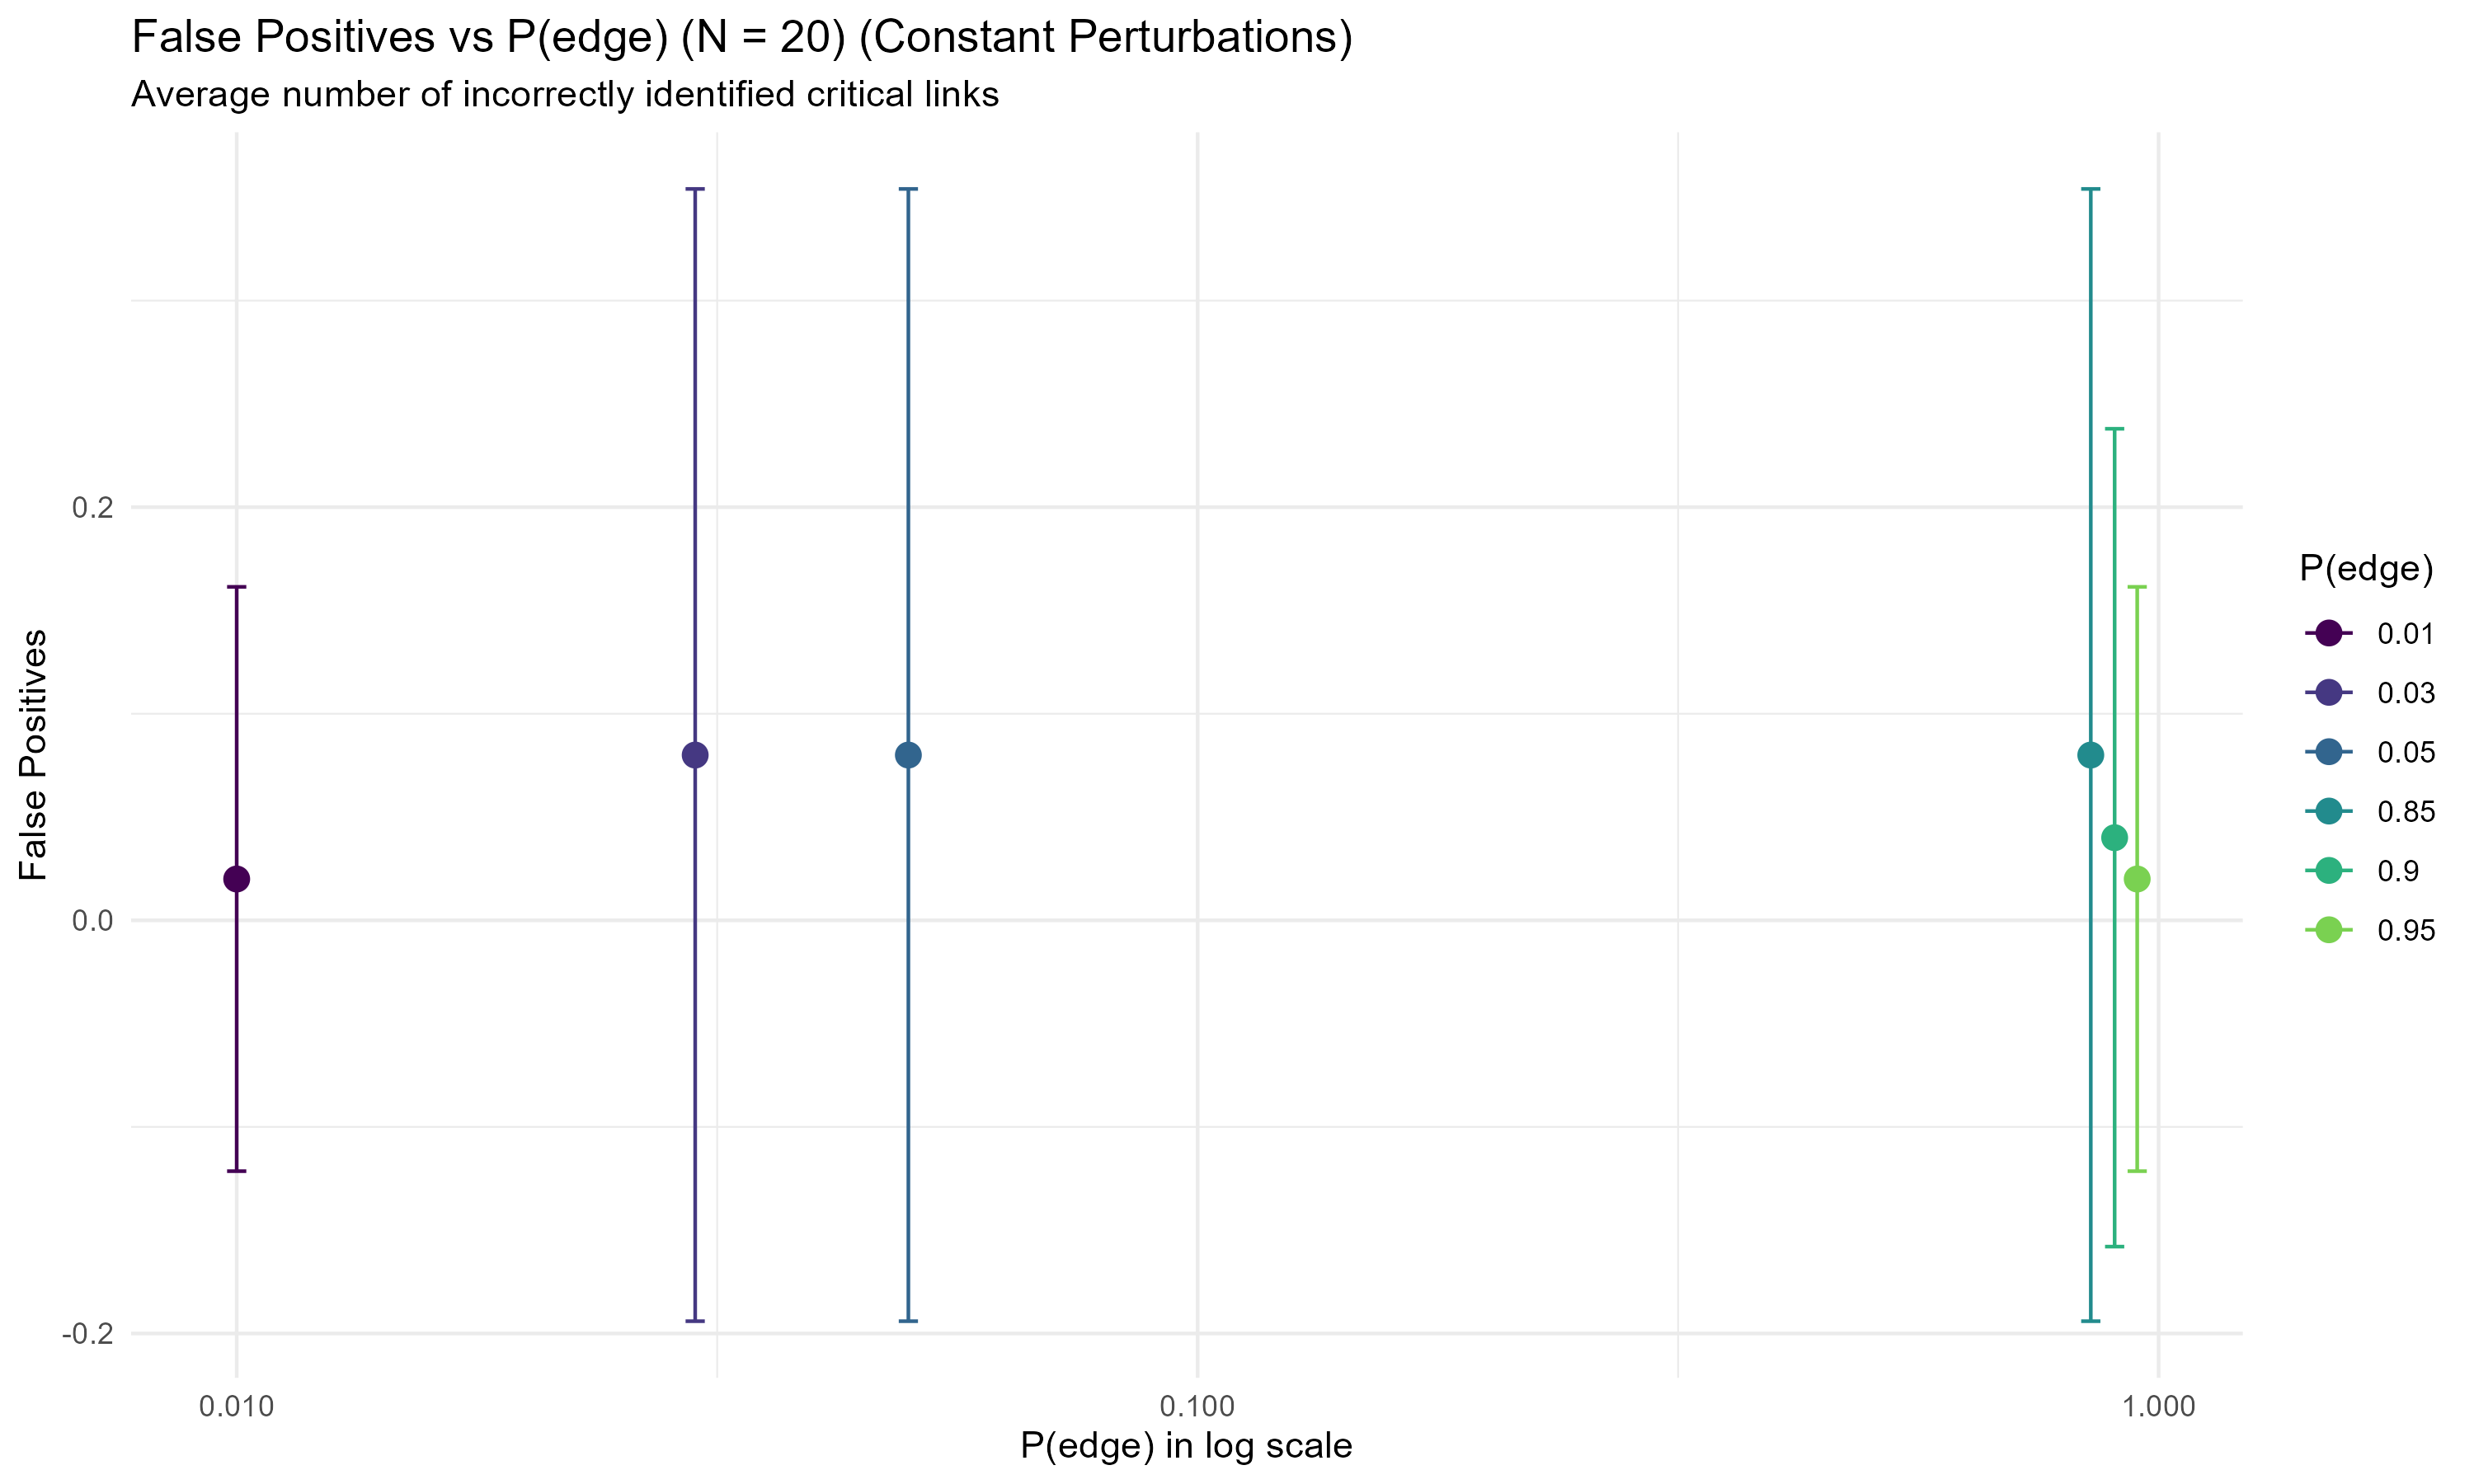 False Positives vs P(edge) (N = 20) (Constant Perturbations)
Average number of incorrectly identified critical links
False Positives
0.2
0.0
-0.2
0.010
0.100
1.000
P(edge) in log scale
P(edge)
0.01
0.03
0.05
0.85
0.9
0.95